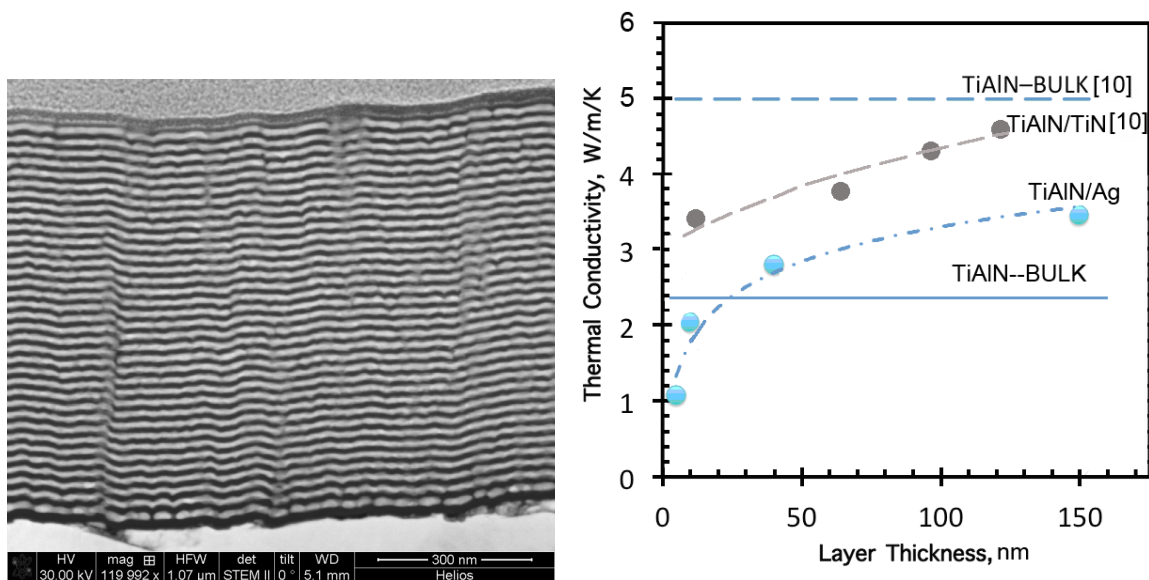 HV mag 田 HFW det tilt WD 300 nm
30.00 kV 119 992 x 1.07 µm STEM II 0 ° 5.1 mm Helios
Thermal Conductivity, W/m/K
6
5
4
3
2
1
0
TiAlN–BULK [10]
TiAlN/TiN[10]
TiAlN/Ag
TiAlN--BULK
0 50 100 150
Layer Thickness, nm